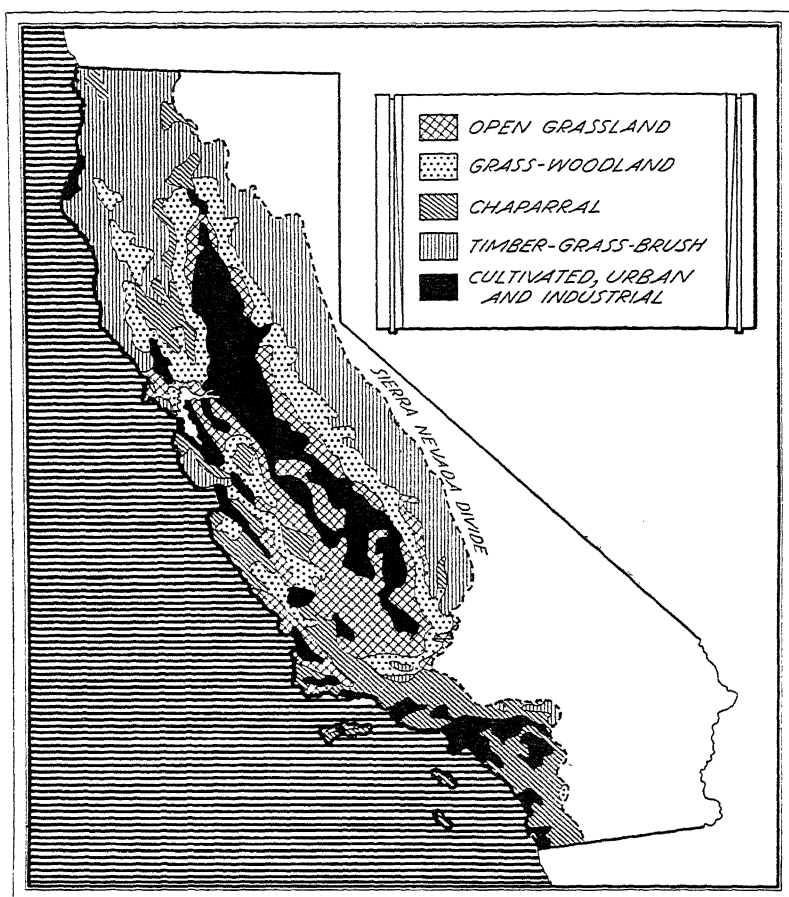 OPEN GRASSLAND
GRASS-WOODLAND
CHAPARRAL
TIMBER-GRASS-BRUSH
CULTIVATED, URBAN
AND INDUSTRIAL
SIERRA NEVADA DIVIDE